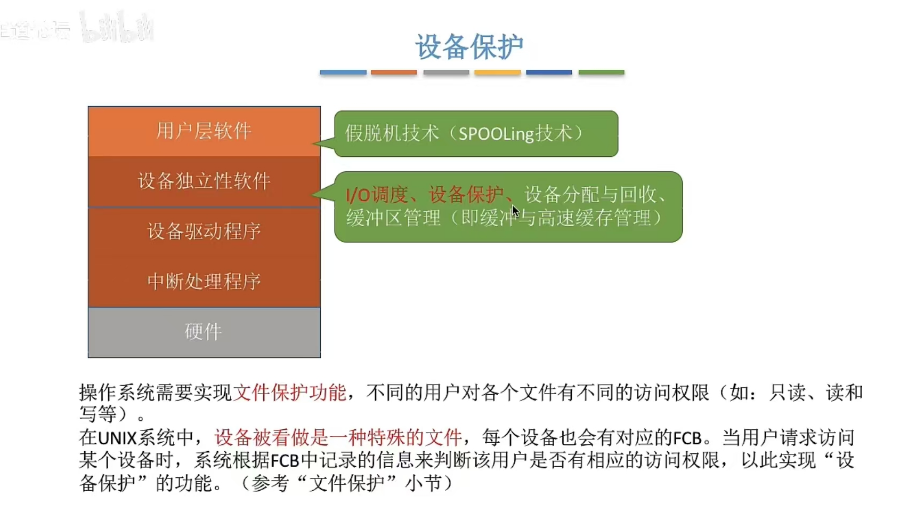 设备保护
用户层软件
假脱机技术（SPOOLing技术）
设备独立性软件
I/O调度、设备保护、设备分配与回收、
缓冲区管理（即缓冲与高速缓存管理）
设备驱动程序
中断处理程序
硬件
操作系统需要实现文件保护功能，不同的用户对各个文件有不同的访问权限（如：只读、读和
写等）。
在UNIX系统中，设备被看做是一种特殊的文件，每个设备也会有对应的FCB。当用户请求访问
某个设备时，系统根据FCB中记录的信息来判断该用户是否有相应的访问权限，以此实现“设
备保护”的功能。（参考“文件保护”小节）